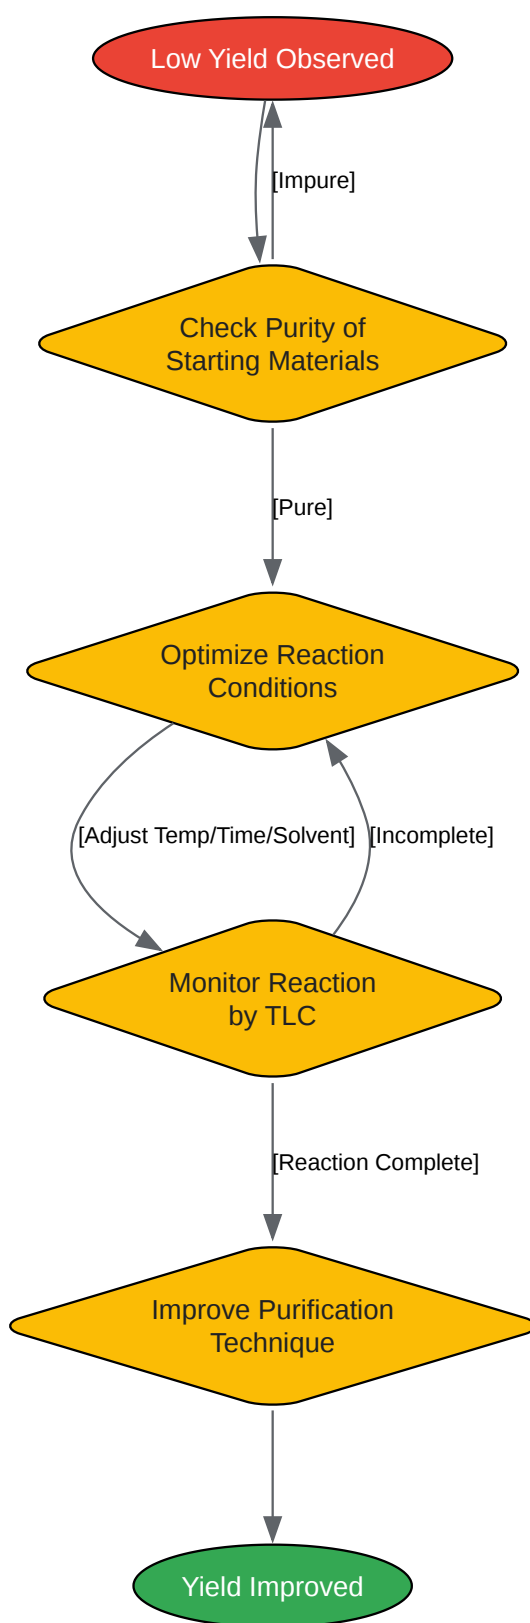 Low Yield Observed
[Impure]
Check Purity of
Starting Materials
[Pure]
Optimize Reaction
Conditions
[Adjust Temp/Time/Solvent]
[Incomplete]
Monitor Reaction
by TLC
[Reaction Complete]
Improve Purification
Technique
Yield Improved